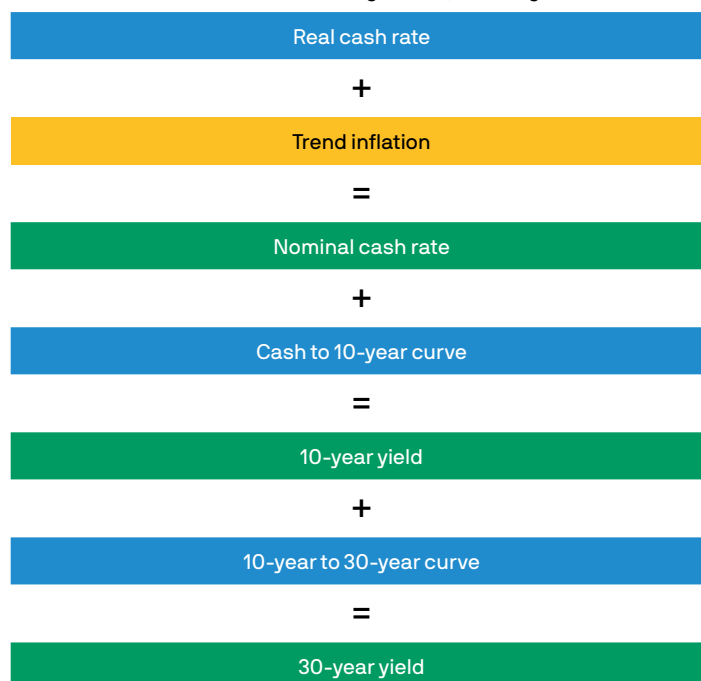 Real cash rate
+
Trend inflation
=
Nominal cash rate
+
Cash to 10-year curve
=
10-year yield
+
10-year to 30-year curve
=
30-year yield